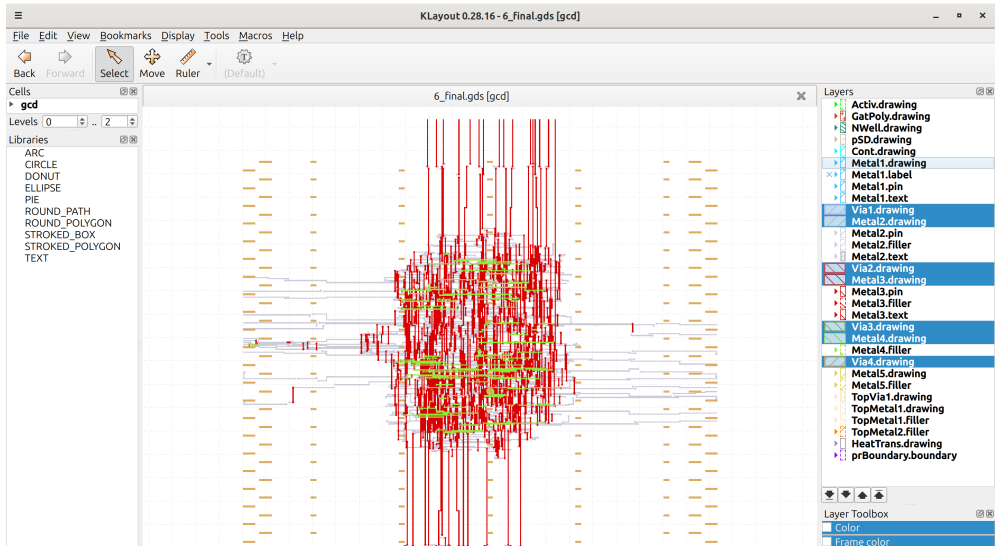 KLayout 0.28.16 - 6_final.gds [gcd]
File Edit View Bookmarks Display Tools Macros Help
Back Forward Select Move Ruler (Default)
Cells
gcd
Levels 0 .. 2
Libraries
ARC
CIRCLE
DONUT
ELLIPSE
PIE
ROUND_PATH
ROUND_POLYGON
STROKED_BOX
STROKED_POLYGON
TEXT
6_final.gds [gcd]
Layers
Activ.drawing
GatPoly.drawing
NWell.drawing
pSD.drawing
Cont.drawing
Metal1.drawing
Metal1.label
Metal1.pin
Metal1.text
Via1.drawing
Metal2.drawing
Metal2.pin
Metal2.filler
Metal2.text
Via2.drawing
Metal3.drawing
Metal3.pin
Metal3.filler
Metal3.text
Via3.drawing
Metal4.drawing
Metal4.filler
Via4.drawing
Metal5.drawing
Metal5.filler
TopVia1.drawing
TopMetal1.drawing
TopMetal1.filler
TopMetal2.filler
HeatTrans.drawing
prBoundary.boundary
Layer Toolbox
Color
Frame color